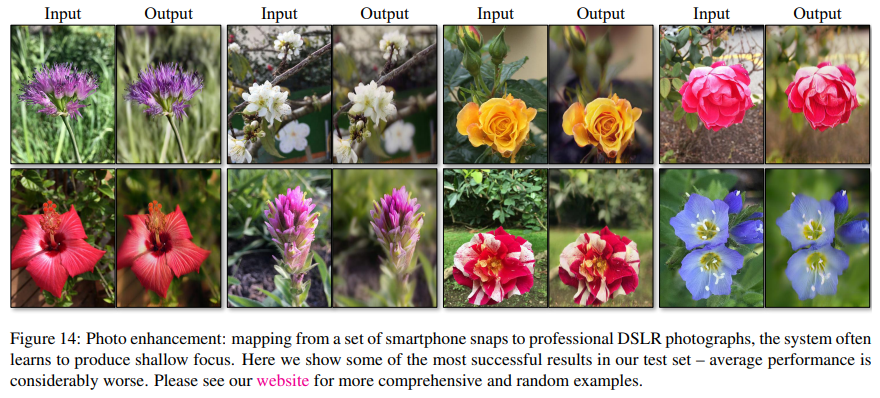 Input Output Input Output Input Output Input Output
Figure 14: Photo enhancement: mapping from a set of smartphone snaps to professional DSLR photographs, the system often
learns to produce shallow focus. Here we show some of the most successful results in our test set – average performance is
considerably worse. Please see our website for more comprehensive and random examples.